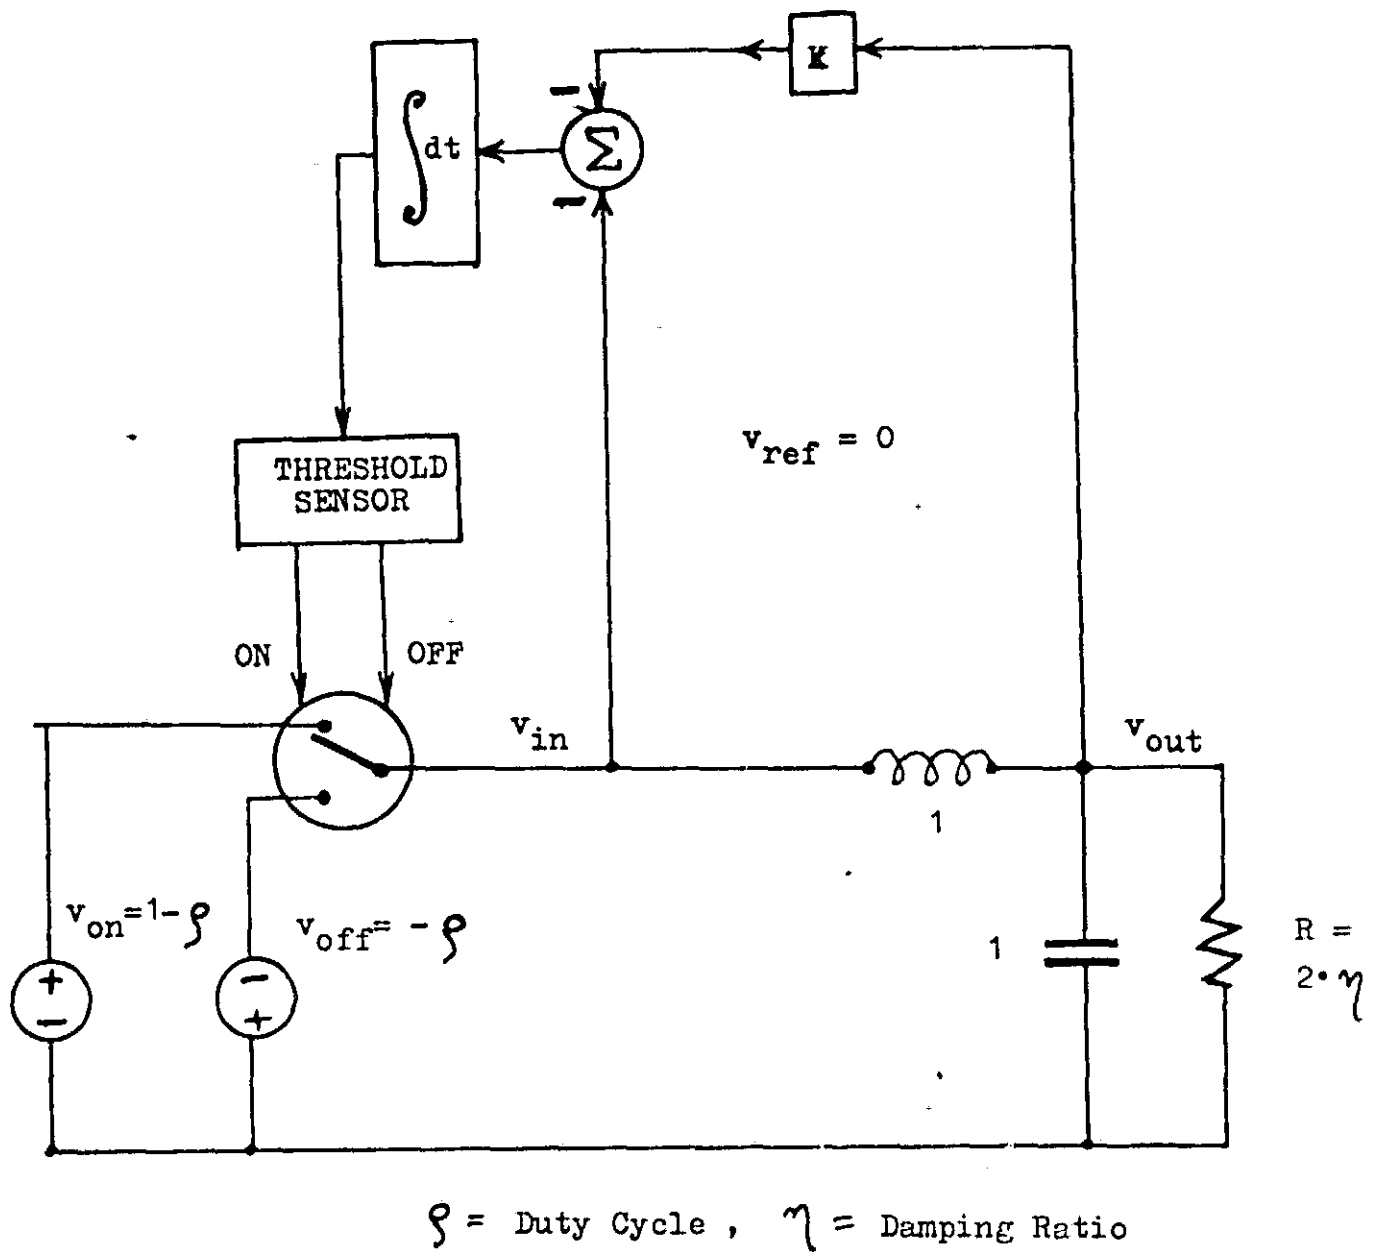 K
−
Σ
∫dt
−
v_ref = 0
THRESHOLD
SENSOR
ON
OFF
v_in
v_out
1
v_on=1-ρ
v_off= -ρ
1
R =
2•η
+
−
−
+
ρ = Duty Cycle , η = Damping Ratio